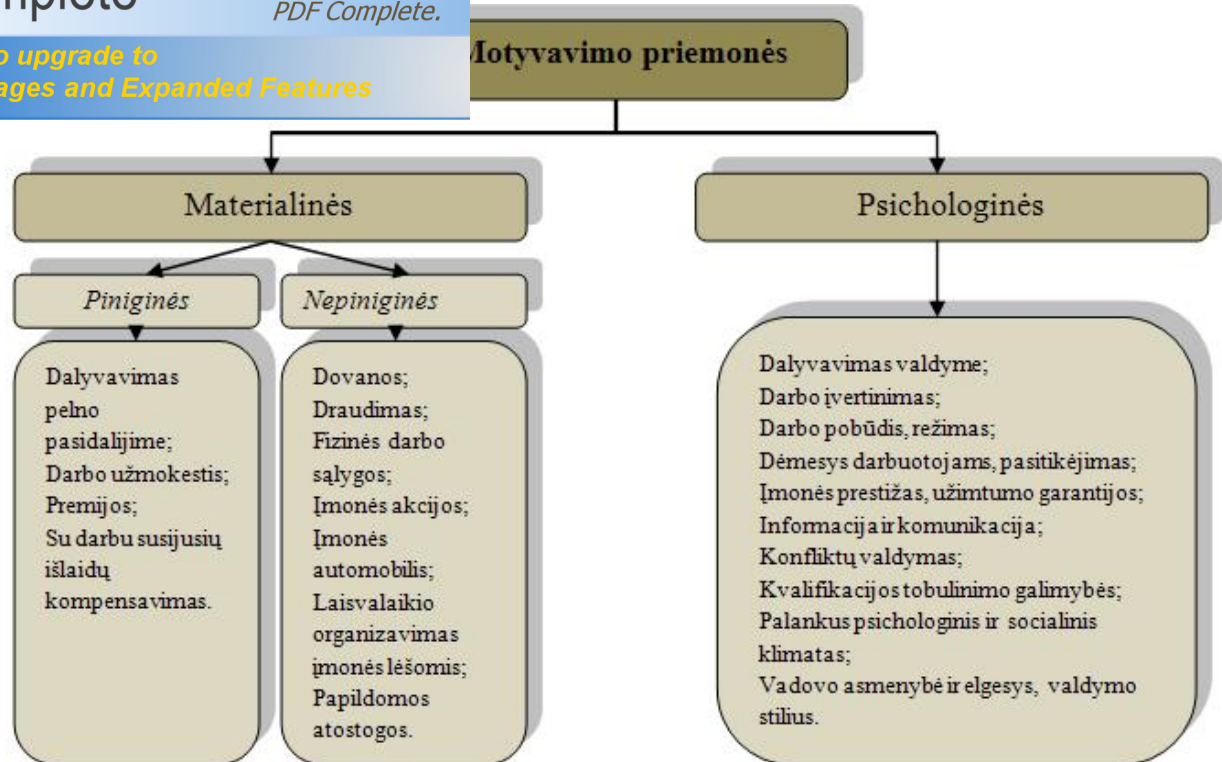 PDF Complete.
upgrade to
and Expanded Features
priemonės
Materialinės
Psichologinės
Piniginės
Nepiniginės
Dalyvavimas
pelno
pasidalijime;
Darbo užmokestis;
Premijos;
Su darbu susijusių
išlaidų
kompensavimas.
Dovanos;
Draudimas;
Fizinės darbo
sąlygos;
Įmonės akcijos;
Įmonės
automobilis;
Laisvalaikio
organizavimas
įmonės lėšomis;
Papildomos
atostogos.
Dalyvavimas valdyme;
Darbo įvertinimas;
Darbo pobūdis, režimas;
Dėmesys darbuotojams, pasitikėjimas;
Įmonės prestižas, užimtumo garantijos;
Informacija ir komunikacija;
Konfliktų valdymas;
Kvalifikacijos tobulinimo galimybės;
Palankus psichologinis ir socialinis
klimatas;
Vadovo asmenybė ir elgesys, valdymo
stilius.